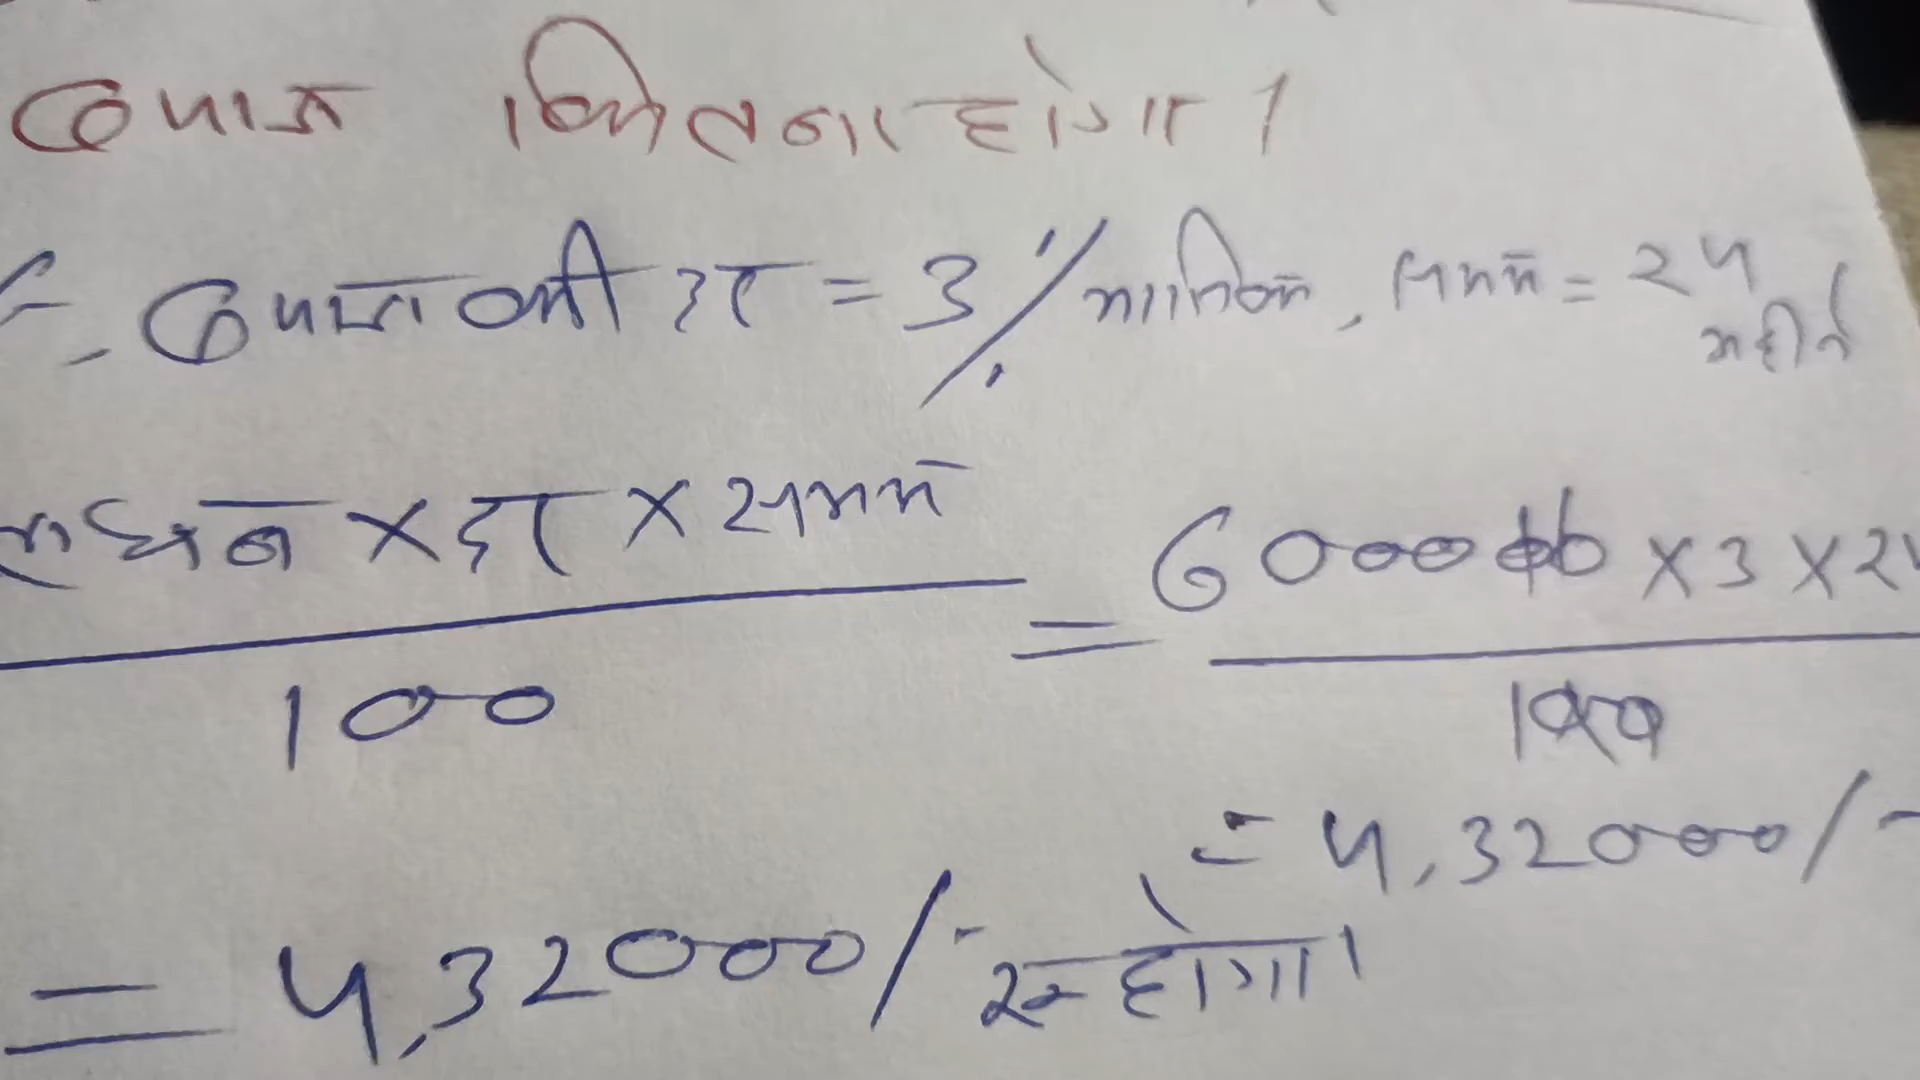 ब्याज कितना होगा।
ब्याज की दर = 3% मासिक, समय = 24 महीने
मूलधन × दर × समय / 100 = 600000 × 3 × 24 / 100
= 4,32000/-
= 4,32000/- रू होगा।